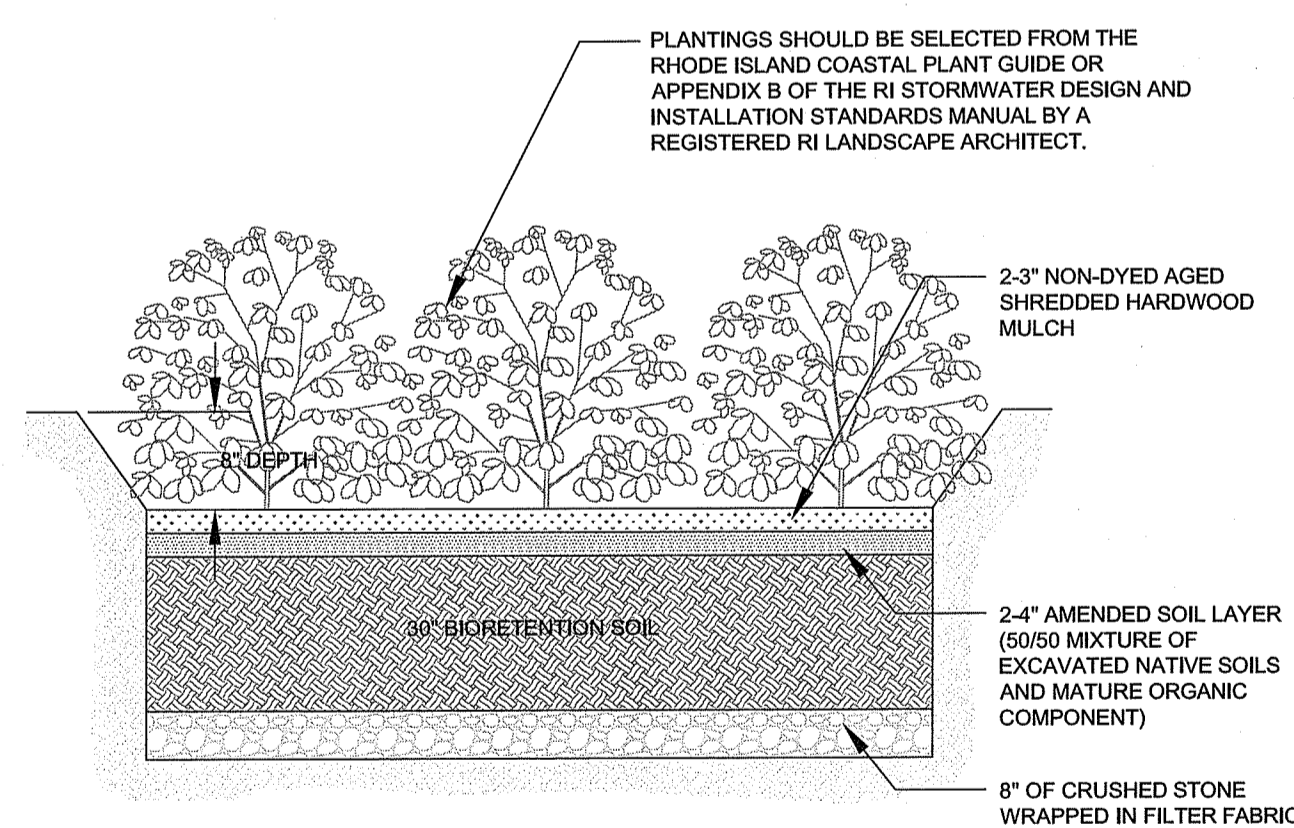 PLANTINGS SHOULD BE SELECTED FROM THE
RHODE ISLAND COASTAL PLANT GUIDE OR
APPENDIX B OF THE RI STORMWATER DESIGN AND
INSTALLATION STANDARDS MANUAL BY A
REGISTERED RI LANDSCAPE ARCHITECT.
2-3" NON-DYED AGED
SHREDDED HARDWOOD
MULCH
8" DEPTH
30" BIORETENTION SOIL
2-4" AMENDED SOIL LAYER
(50/50 MIXTURE OF
EXCAVATED NATIVE SOILS
AND MATURE ORGANIC
COMPONENT)
8" OF CRUSHED STONE
WRAPPED IN FILTER FABRIC